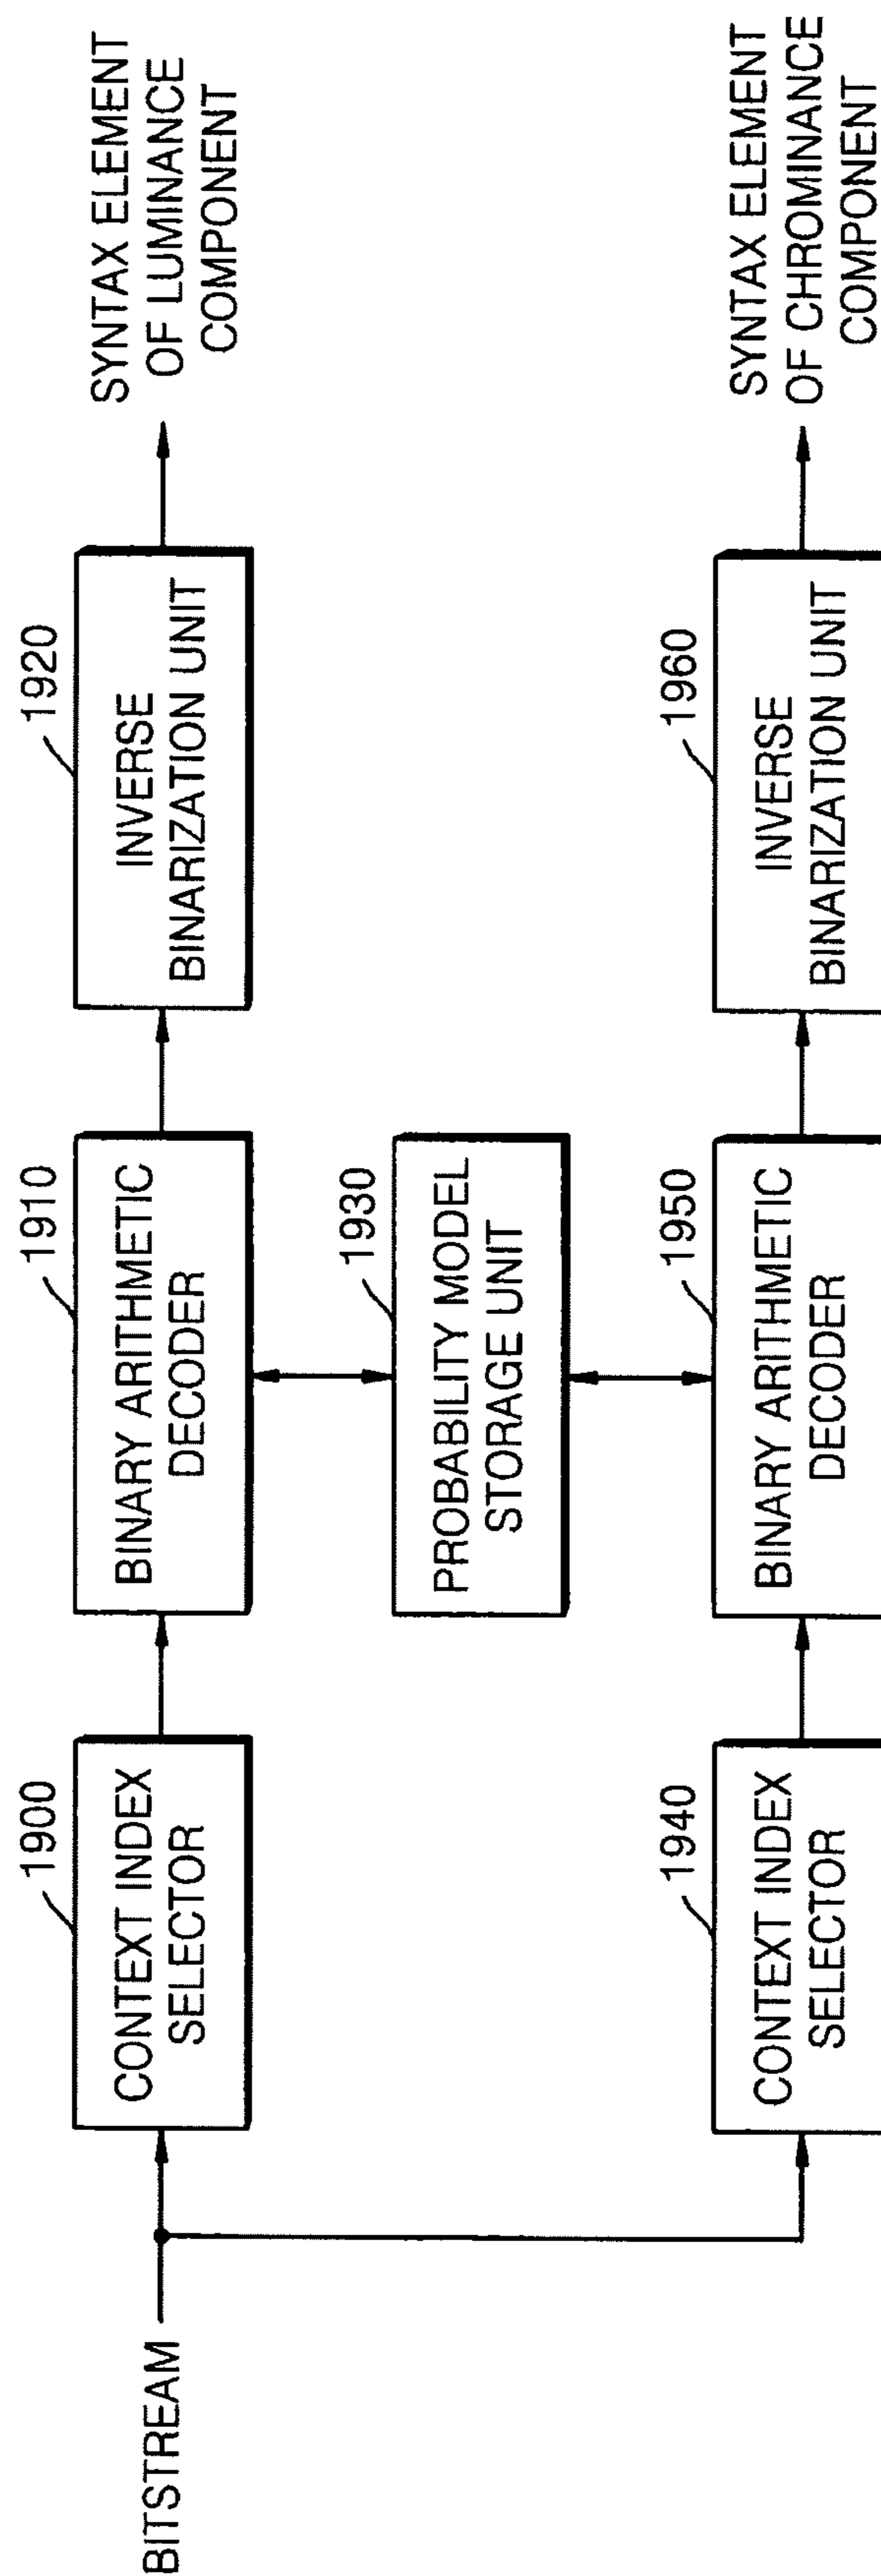 BITSTREAM
1900
CONTEXT INDEX
SELECTOR
1910
BINARY ARITHMETIC
DECODER
1920
INVERSE
BINARIZATION UNIT
SYNTAX ELEMENT
OF LUMINANCE
COMPONENT
1930
PROBABILITY MODEL
STORAGE UNIT
1940
CONTEXT INDEX
SELECTOR
1950
BINARY ARITHMETIC
DECODER
1960
INVERSE
BINARIZATION UNIT
SYNTAX ELEMENT
OF CHROMINANCE
COMPONENT